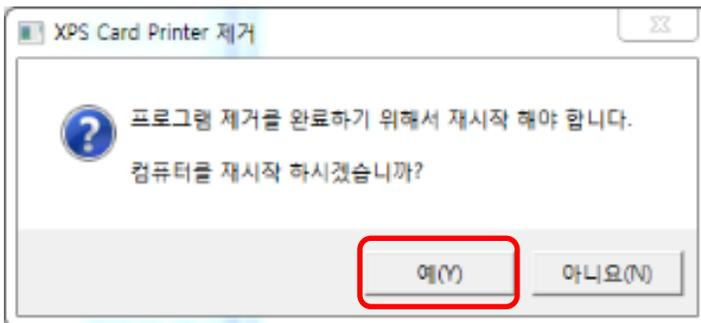 XPS Card Printer 제거
프로그램 제거를 완료하기 위해서 재시작 해야 합니다.
컴퓨터를 재시작 하시겠습니까?
예(Y) 아니요(N)